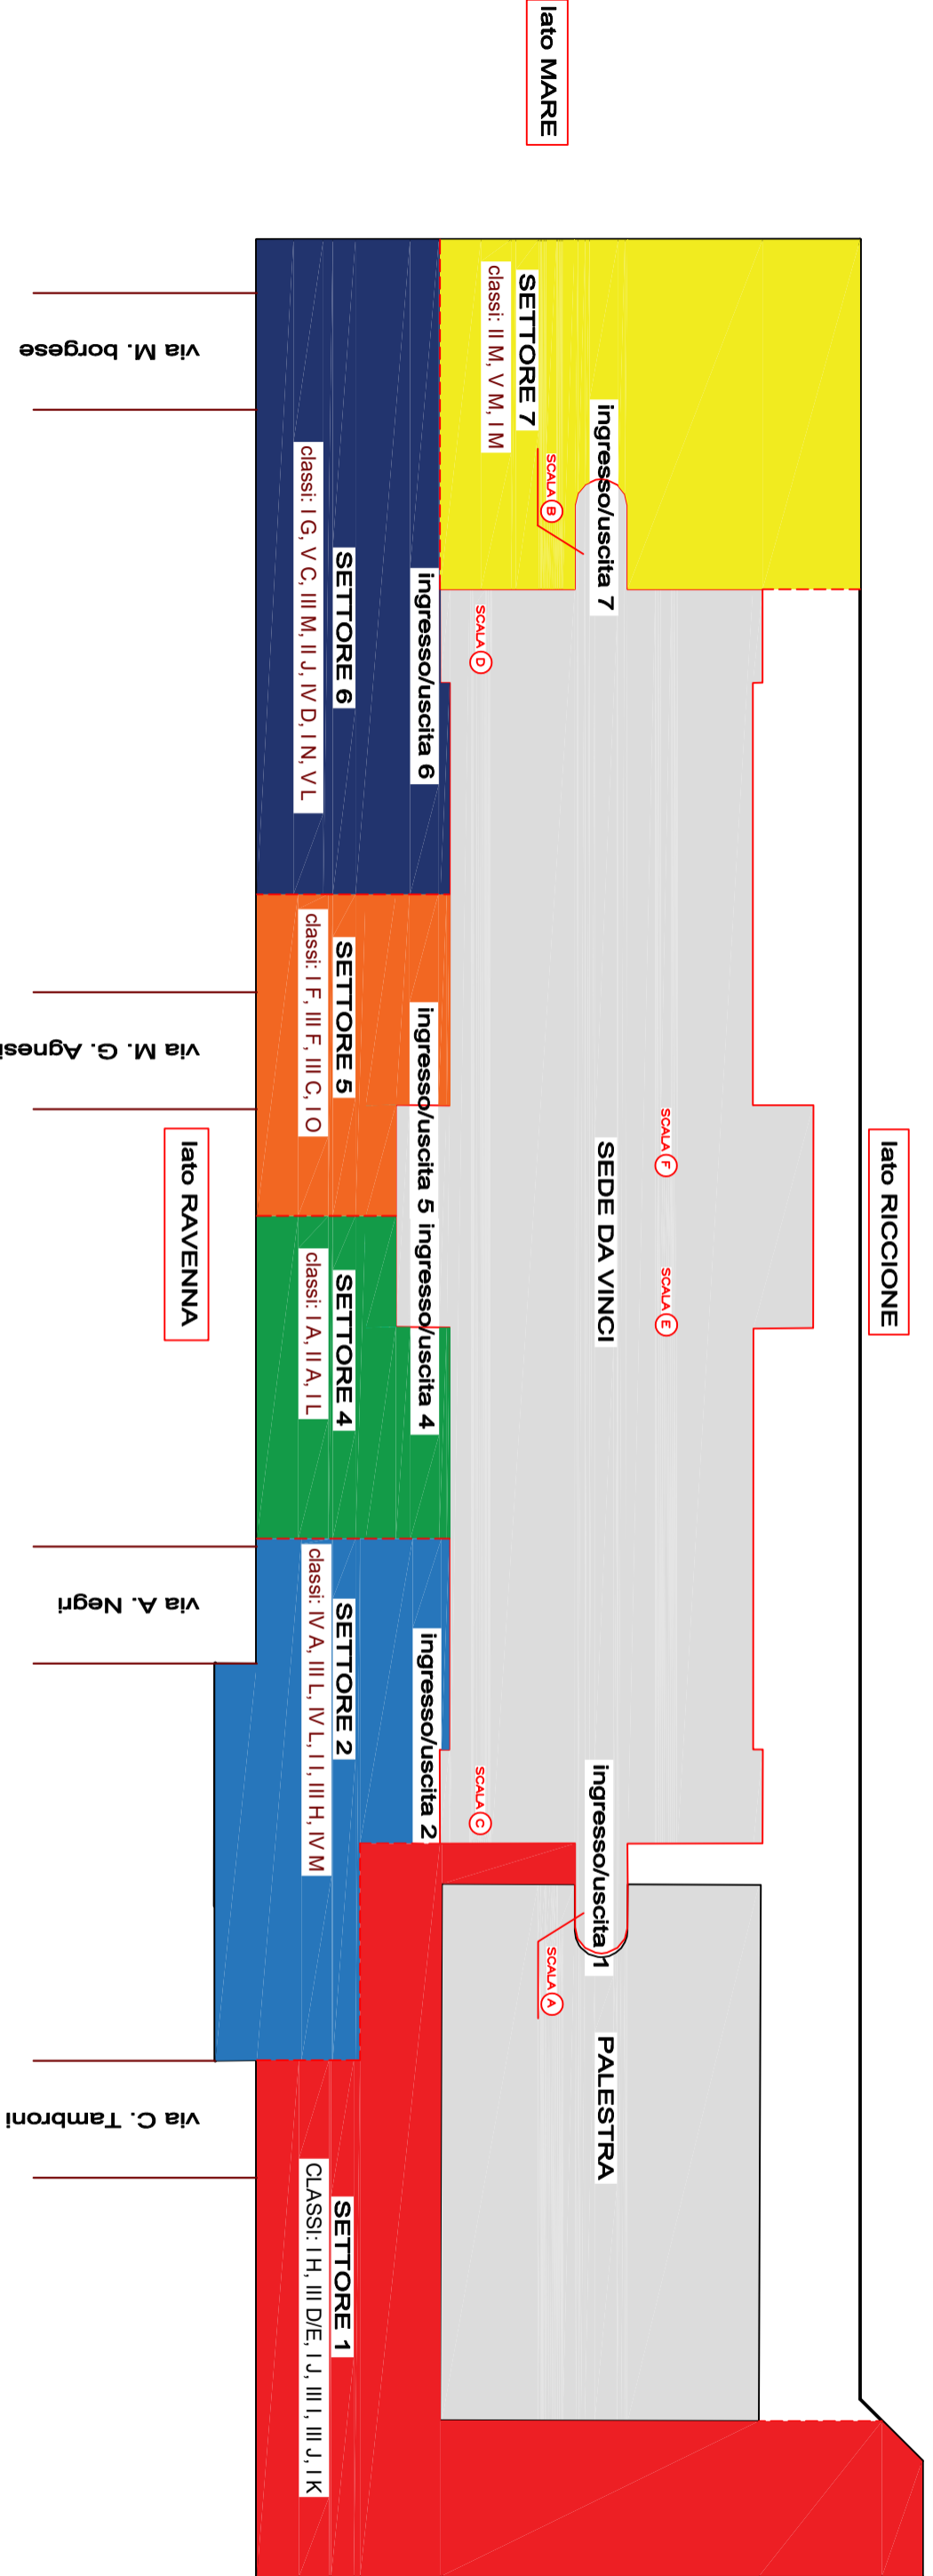 lato MARE
lato RICCIONE
SETTORE 7
classi: II M, V M, I M
ingresso/uscita 7
SCALA B
SCALA D
ingresso/uscita 6
SETTORE 6
classi: I G, V C, III M, II J, IV D, I N, V L
via M. borgese
SETTORE 5
classi: I F, III F, III C, I O
ingresso/uscita 5
ingresso/uscita 4
via M. G. Agnesi
SCALA F
SEDE DA VINCI
SCALA E
lato RAVENNA
SETTORE 4
classi: I A, II A, I L
via A. Negri
ingresso/uscita 2
SETTORE 2
classi: IV A, III L, IV L, I I, III H, IV M
SCALA C
ingresso/uscita 1
SCALA A
PALESTRA
via C. Tambroni
SETTORE 1
CLASSI: I H, III D/E, I J, III I, III J, I K